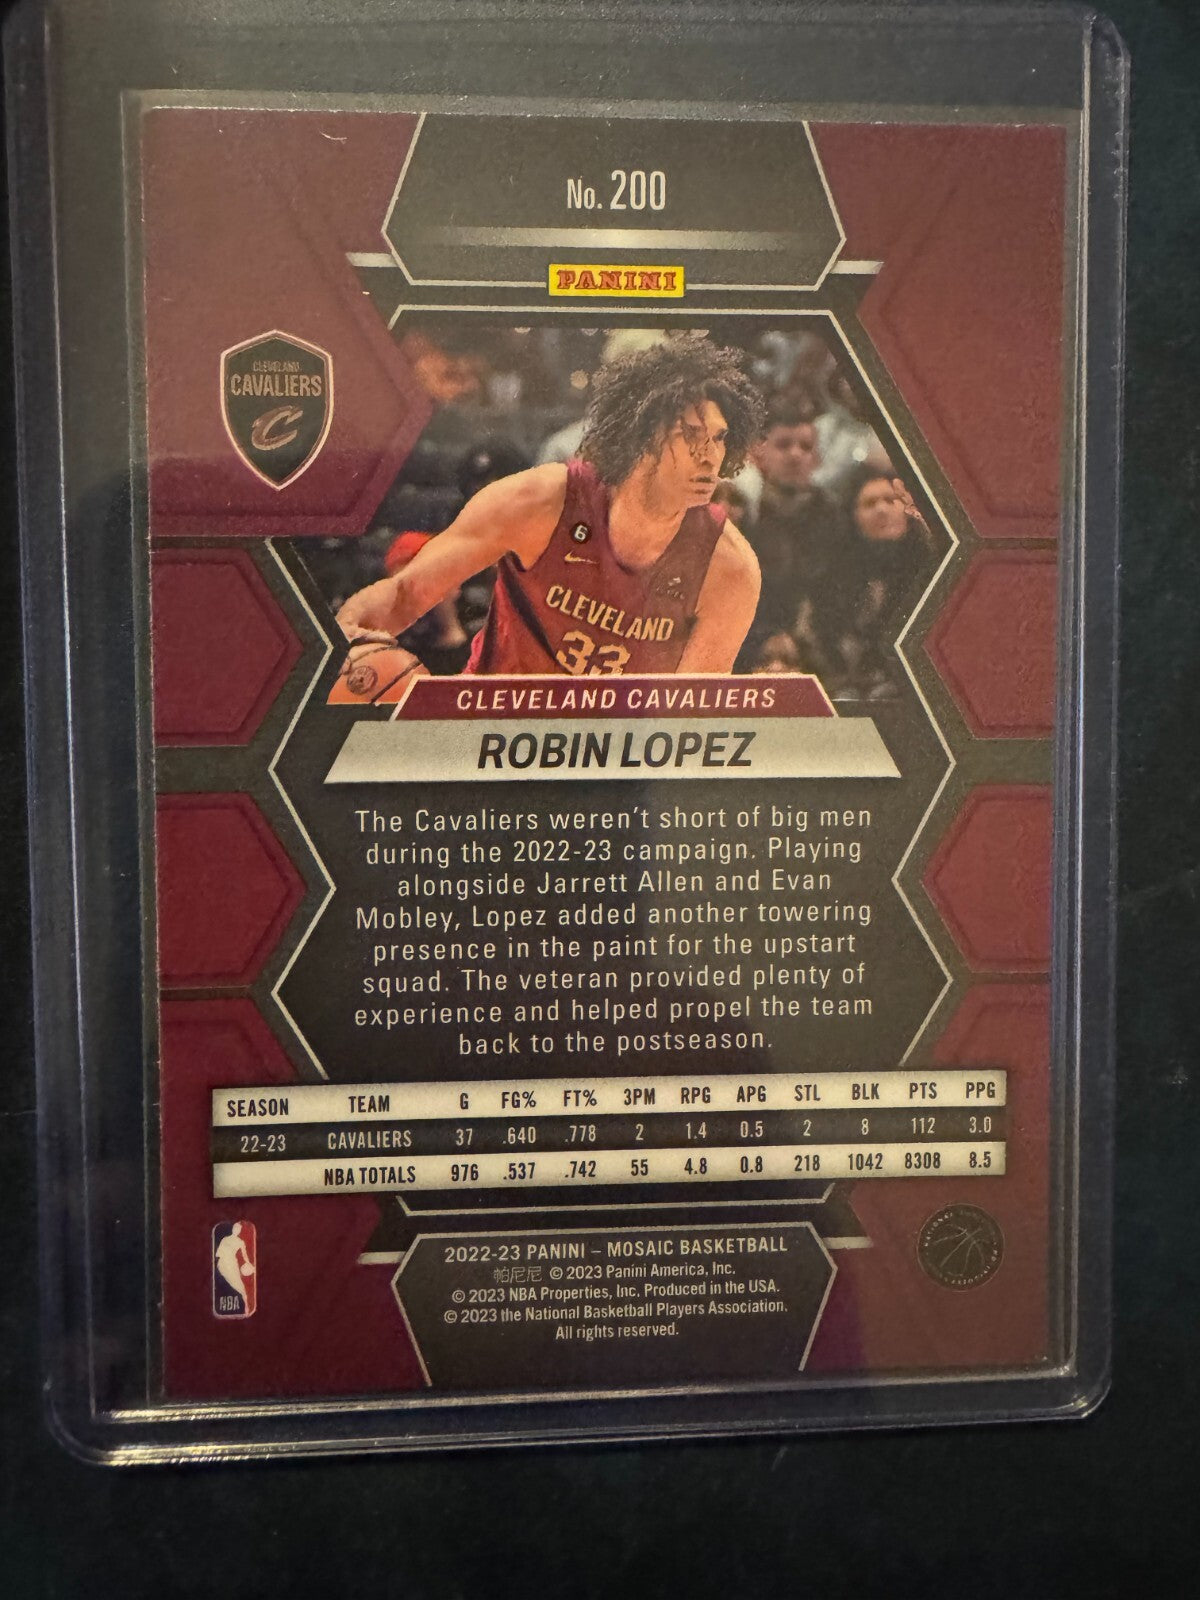 No. 200
PANINI
CLEVELAND
CAVALIERS
C
6
CLEVELAND
33
CLEVELAND CAVALIERS
ROBIN LOPEZ
The Cavaliers weren't short of big men
during the 2022-23 campaign. Playing
alongside Jarrett Allen and Evan
Mobley, Lopez added another towering
presence in the paint for the upstart
squad. The veteran provided plenty of
experience and helped propel the team
back to the postseason.
SEASON TEAM G FG% FT% 3PM RPG APG STL BLK PTS PPG
22-23 CAVALIERS 37 .640 .778 2 1.4 0.5 2 8 112 3.0
NBA TOTALS 976 .537 .742 55 4.8 0.8 218 1042 8308 8.5
NBA
2022-23 PANINI – MOSAIC BASKETBALL
帕尼尼 © 2023 Panini America, Inc.
© 2023 NBA Properties, Inc. Produced in the USA.
© 2023 the National Basketball Players Association.
All rights reserved.